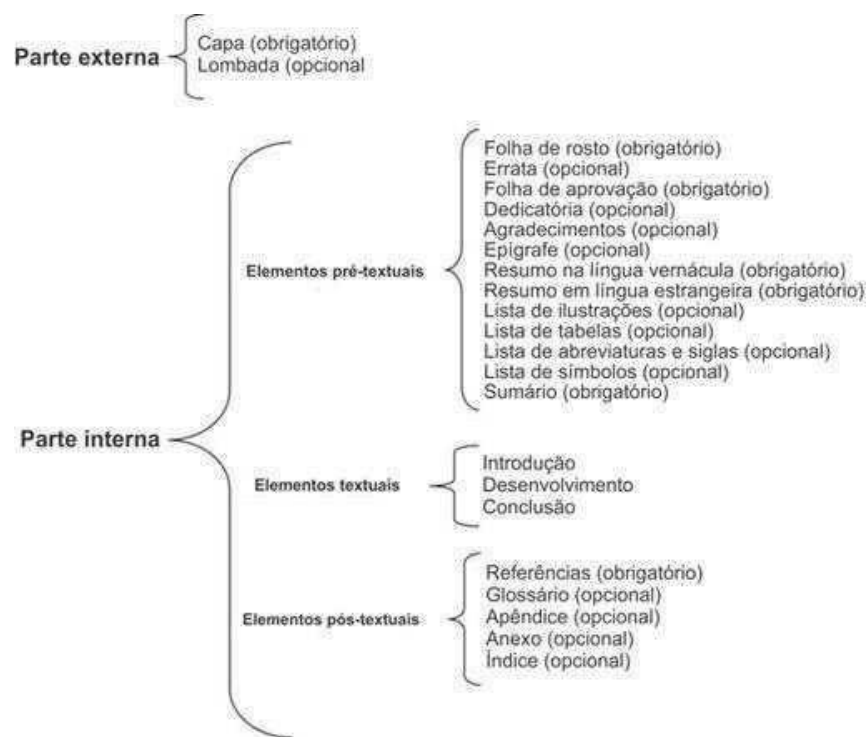 Parte externa
Capa (obrigatório)
Lombada (opcional
Parte interna
Elementos pré-textuais
Folha de rosto (obrigatório)
Errata (opcional)
Folha de aprovação (obrigatório)
Dedicatória (opcional)
Agradecimentos (opcional)
Epígrafe (opcional)
Resumo na língua vernácula (obrigatório)
Resumo em língua estrangeira (obrigatório)
Lista de ilustrações (opcional)
Lista de tabelas (opcional)
Lista de abreviaturas e siglas (opcional)
Lista de símbolos (opcional)
Sumário (obrigatório)
Elementos textuais
Introdução
Desenvolvimento
Conclusão
Elementos pós-textuais
Referências (obrigatório)
Glossário (opcional)
Apêndice (opcional)
Anexo (opcional)
Índice (opcional)